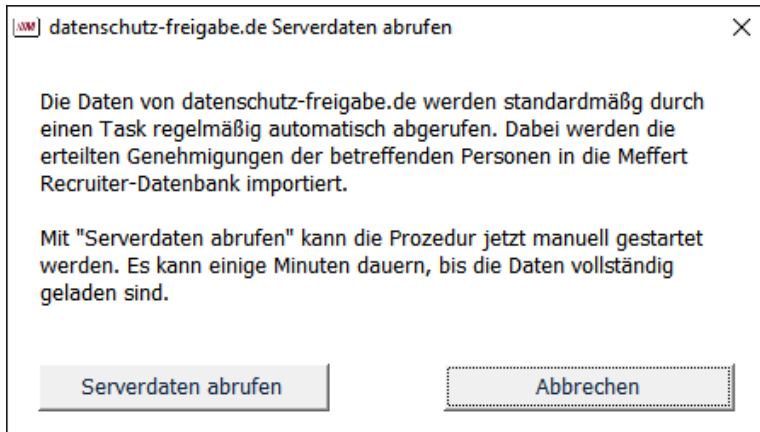 datenschutz-freigabe.de Serverdaten abrufen
Die Daten von datenschutz-freigabe.de werden standardmäßg durch
einen Task regelmäßig automatisch abgerufen. Dabei werden die
erteilten Genehmigungen der betreffenden Personen in die Meffert
Recruiter-Datenbank importiert.
Mit "Serverdaten abrufen" kann die Prozedur jetzt manuell gestartet
werden. Es kann einige Minuten dauern, bis die Daten vollständig
geladen sind.
Serverdaten abrufen
Abbrechen